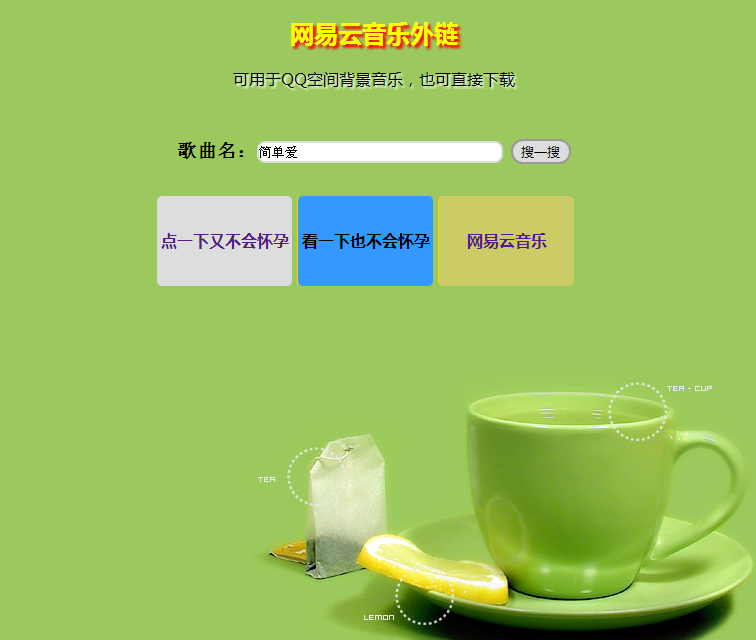 网易云音乐外链
可用于QQ空间背景音乐，也可直接下载
歌曲名： 简单爱 搜一搜
点一下又不会怀孕 看一下也不会怀孕 网易云音乐
TEA - CUP
TEA
LEMON